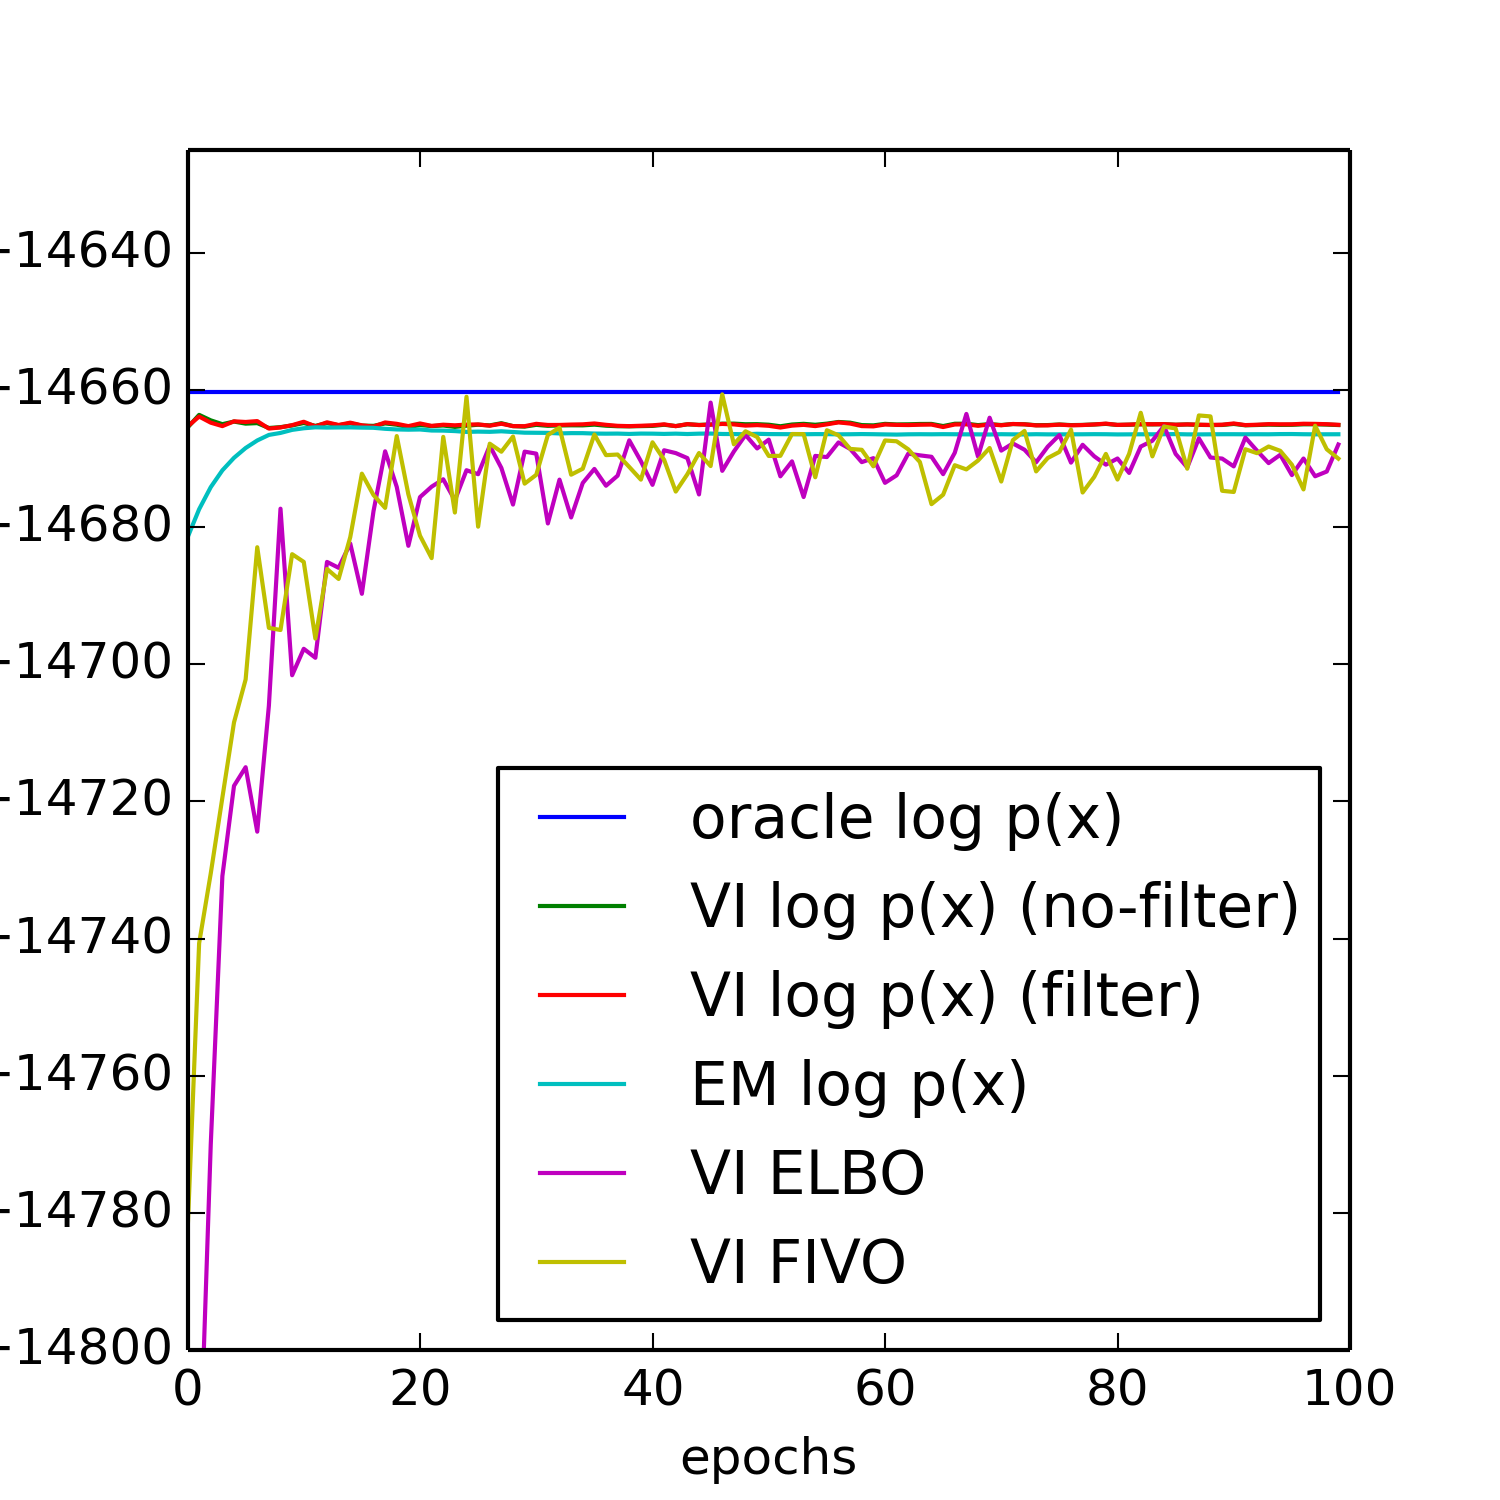 -14640
-14660
-14680
-14700
-14720
-14740
-14760
-14780
-14800
oracle log p(x)
VI log p(x) (no-filter)
VI log p(x) (filter)
EM log p(x)
VI ELBO
VI FIVO
0 20 40 60 80 100
epochs